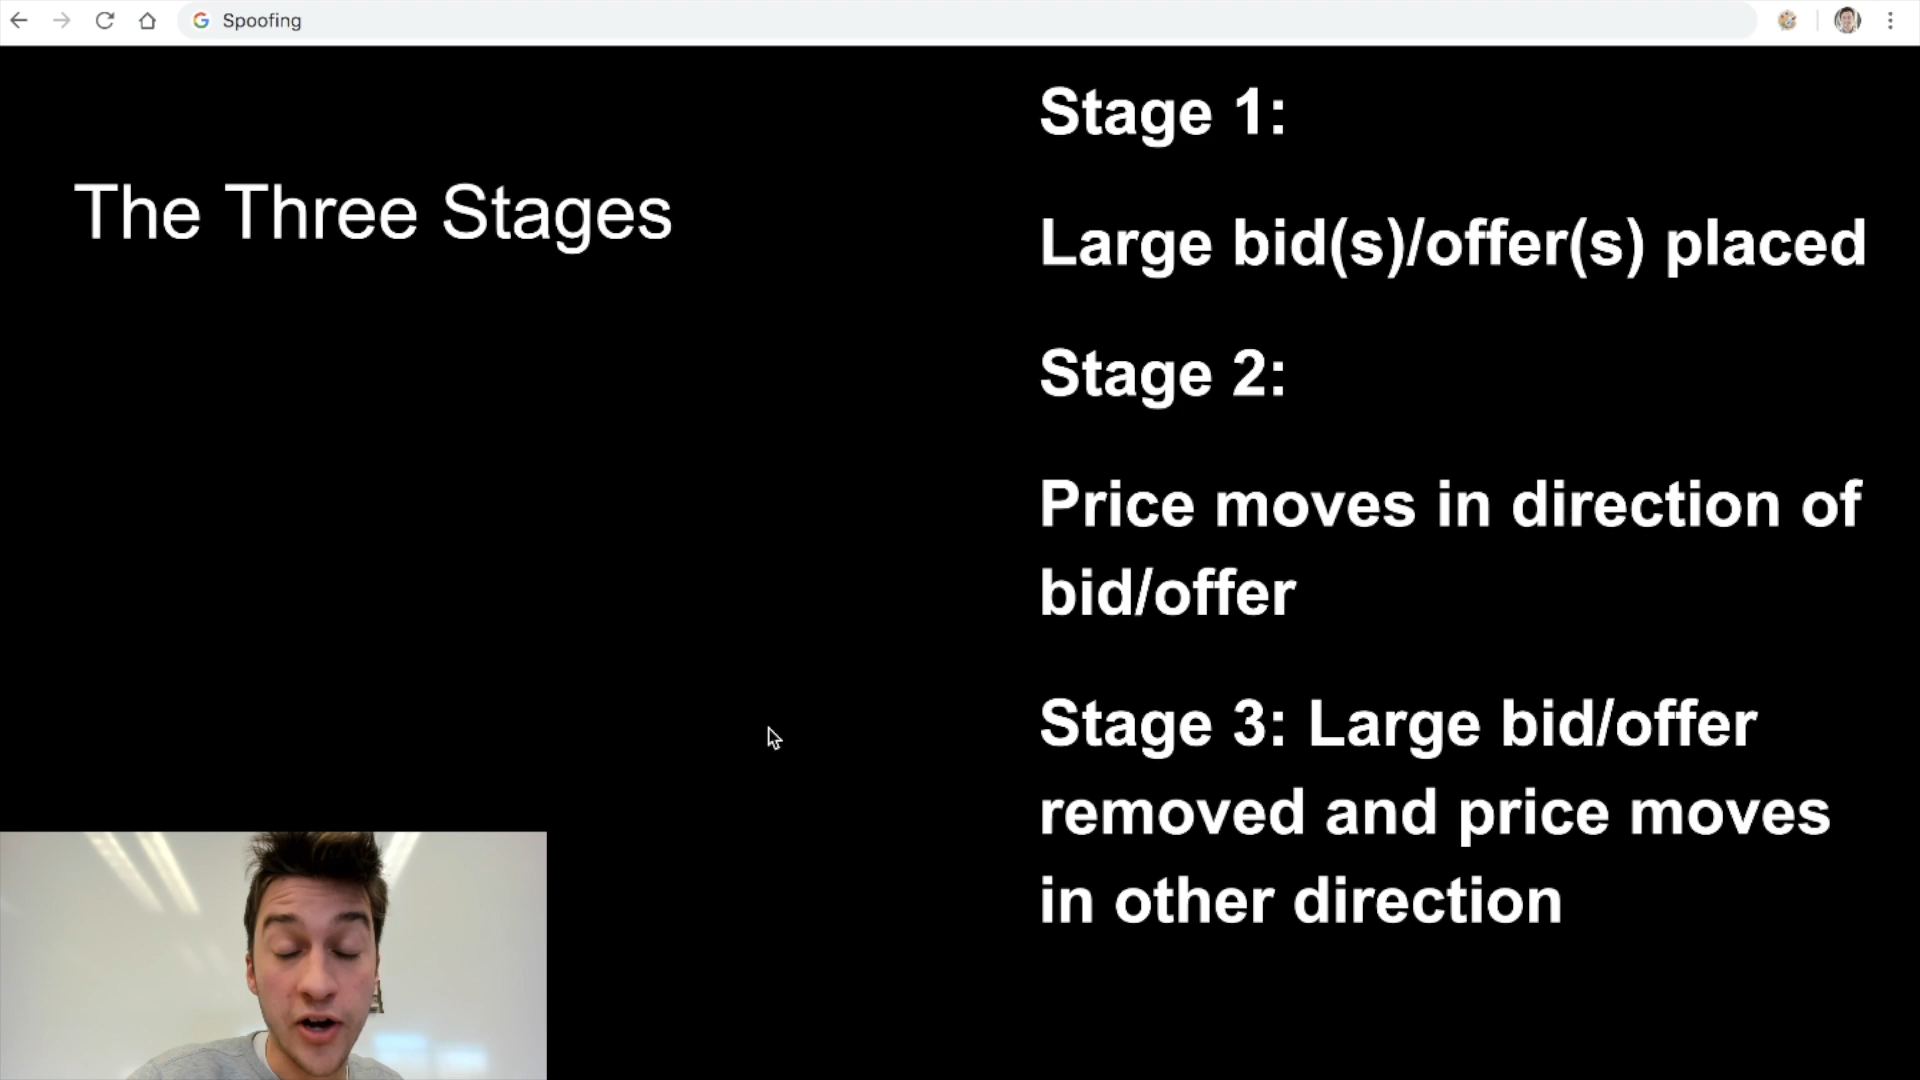 Spoofing
The Three Stages
Stage 1:
Large bid(s)/offer(s) placed
Stage 2:
Price moves in direction of
bid/offer
Stage 3: Large bid/offer
removed and price moves
in other direction